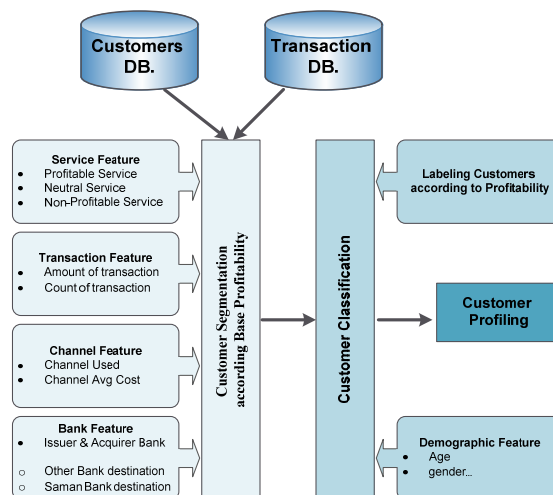 Customers
DB.
Transaction
DB.
Service Feature
• Profitable Service
• Neutral Service
• Non-Profitable Service
Transaction Feature
• Amount of transaction
• Count of transaction
Channel Feature
• Channel Used
• Channel Avg Cost
Bank Feature
• Issuer & Acquirer Bank
○ Other Bank destination
○ Saman Bank destination
Customer Segmentation
according Base Profitability
Customer Classification
Labeling Customers
according to Profitability
Customer
Profiling
Demographic Feature
• Age
• gender...